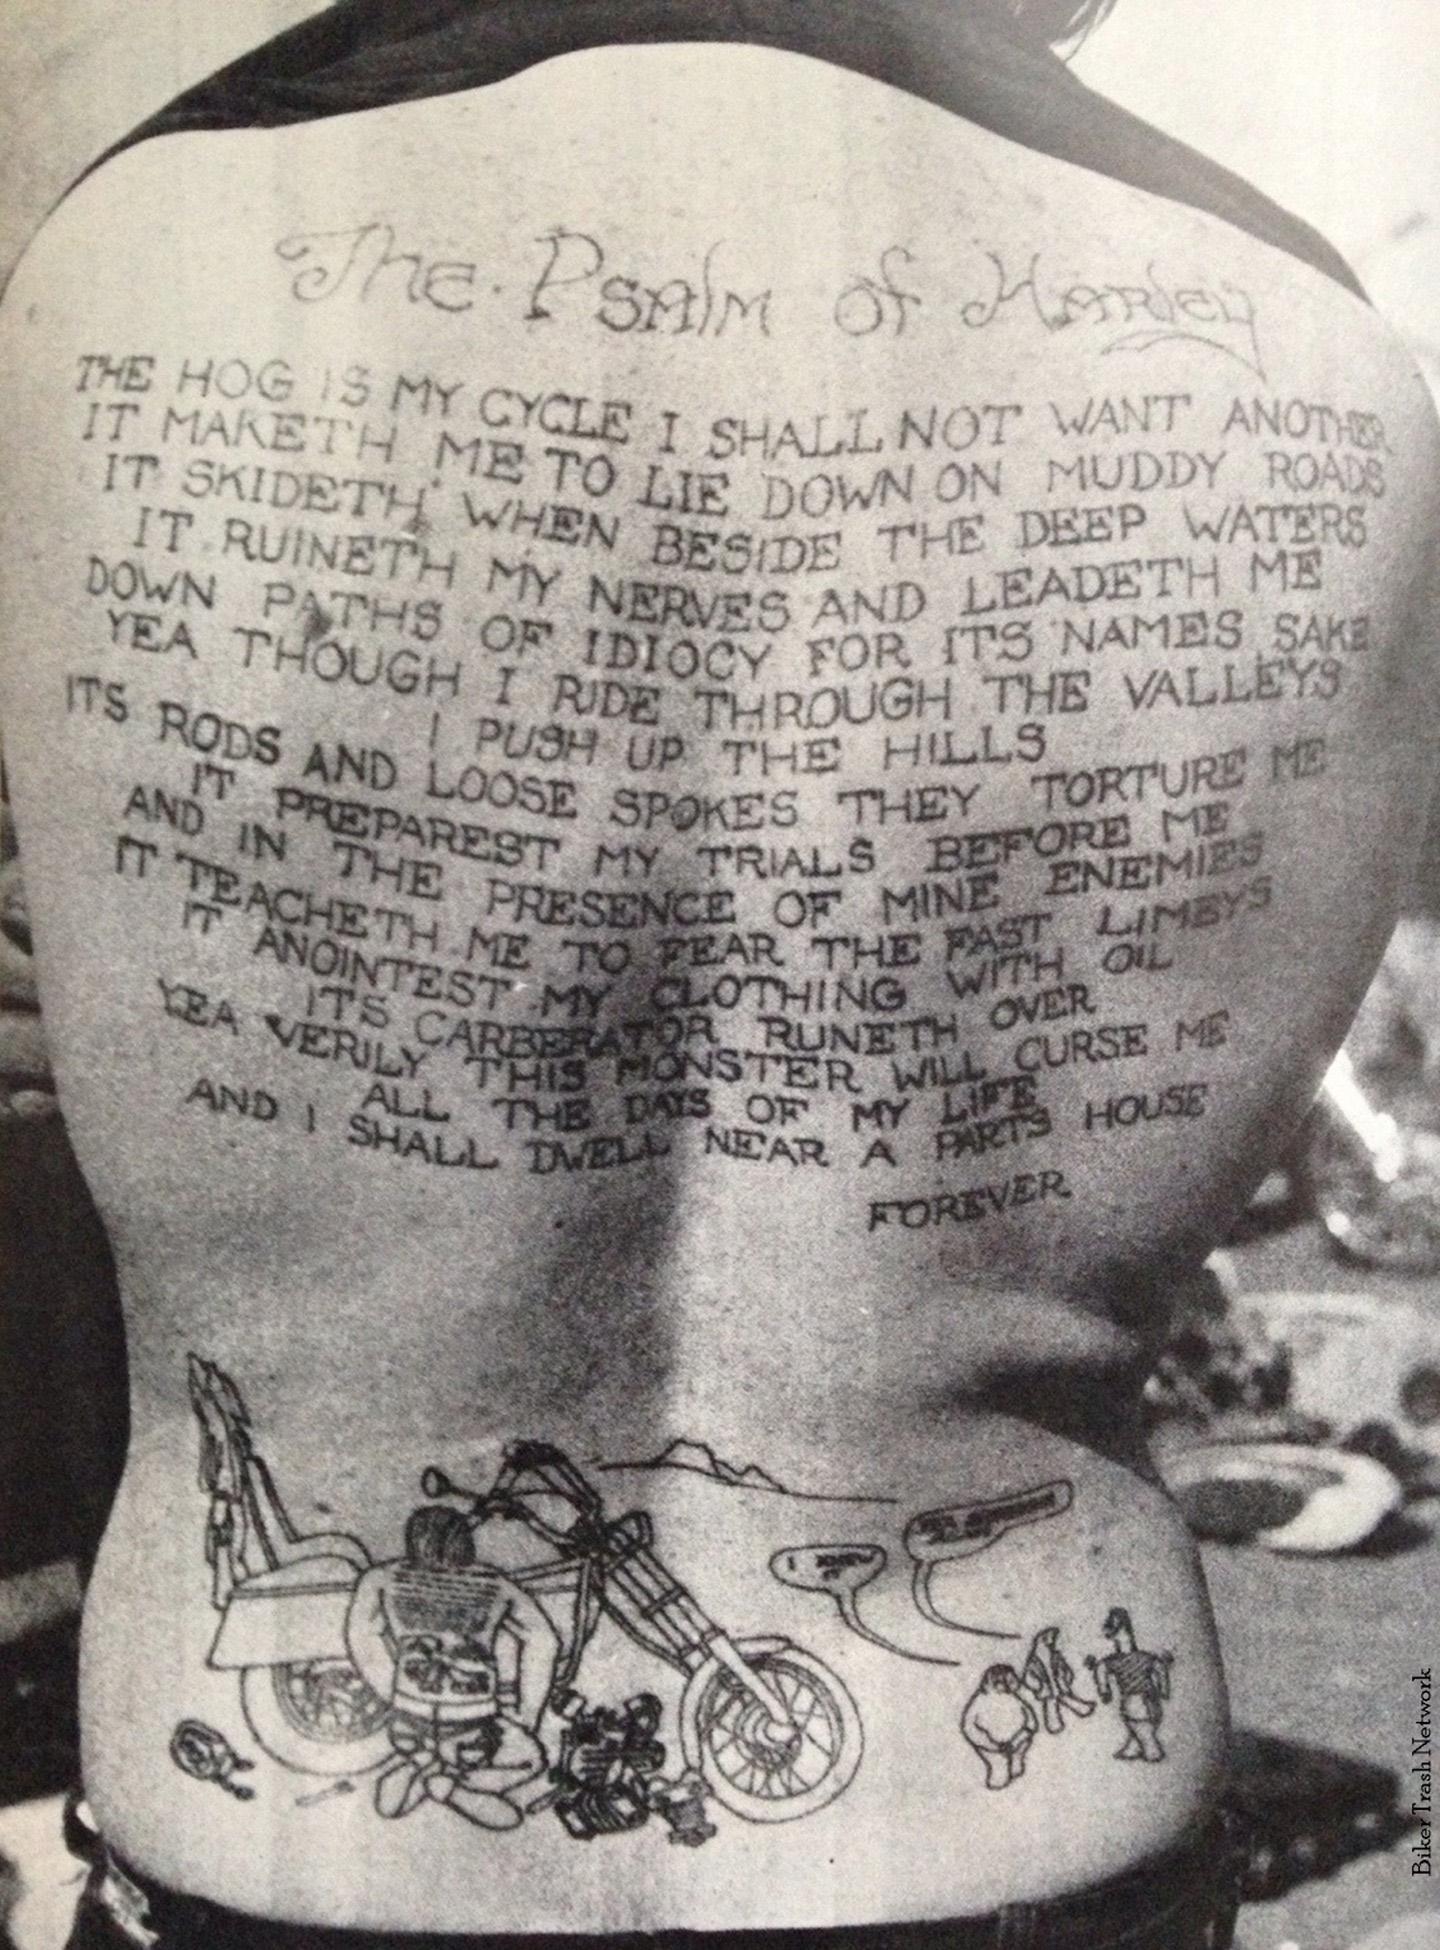 The Psalm of Harley
THE HOG IS MY CYCLE I SHALL NOT WANT ANOTHER
IT MAKETH ME TO LIE DOWN ON MUDDY ROADS
IT SKIDETH WHEN BESIDE THE DEEP WATERS
IT RUINETH MY NERVES AND LEADETH ME
DOWN PATHS OF IDIOCY FOR ITS NAMES SAKE
YEA THOUGH I RIDE THROUGH THE VALLEYS
I PUSH UP THE HILLS
ITS RODS AND LOOSE SPOKES THEY TORTURE ME
IT PREPAREST MY TRIALS BEFORE ME
AND IN THE PRESENCE OF MINE ENEMIES
IT TEACHETH ME TO FEAR THE FAST LIMEYS
IT ANOINTEST MY CLOTHING WITH OIL
ITS CARBERATOR RUNETH OVER
YEA VERILY THIS MONSTER WILL CURSE ME
ALL THE DAYS OF MY LIFE
AND I SHALL DWELL NEAR A PARTS HOUSE
FOREVER
I KNEW
IT
Biker Trash Network